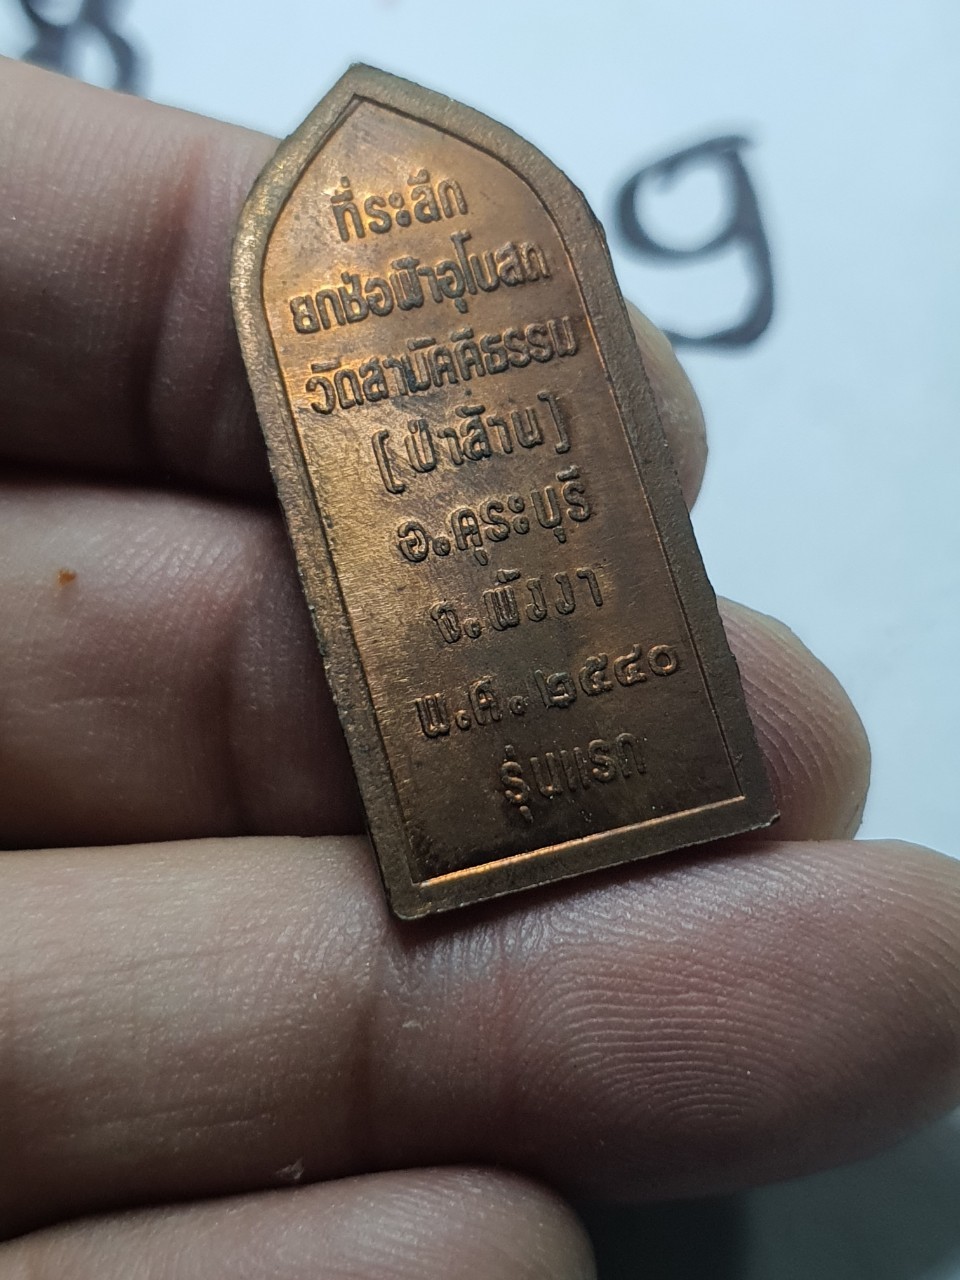 ที่ระลึก
ยกช่อฟ้าอุโบสถ
วัดสามัคคีธรรม
(ป่าส้าน)
อ.คุระบุรี
จ.พังงา
พ.ศ.๒๕๔๐
รุ่นแรก